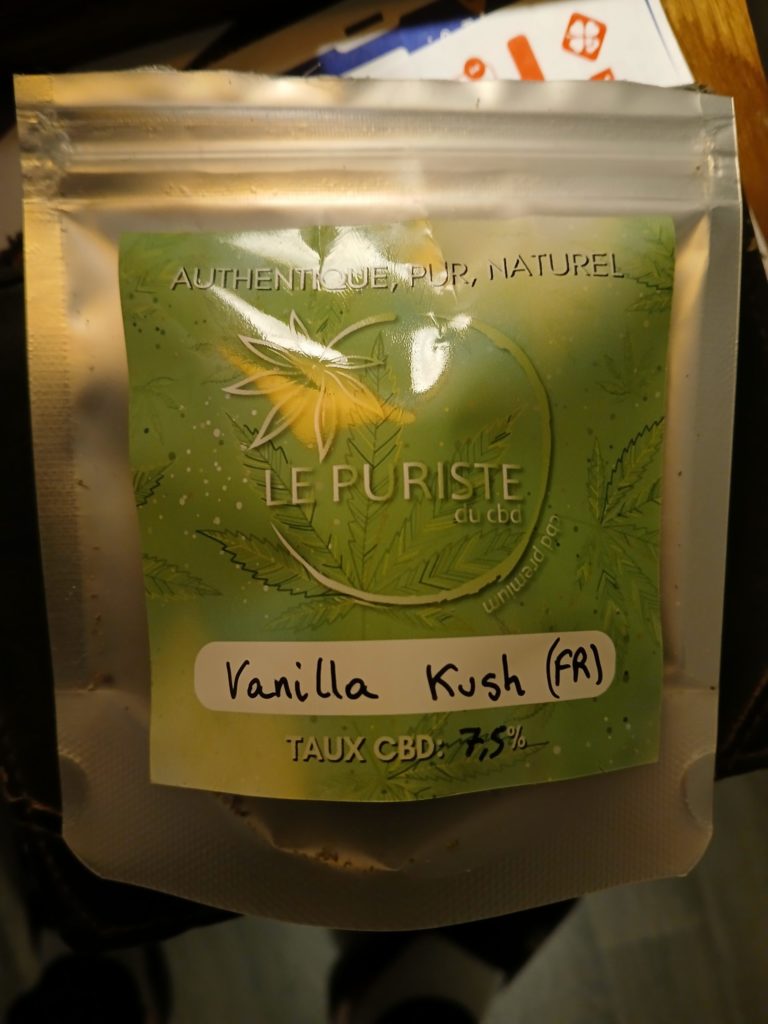 AUTHENTIQUE, PUR, NATUREL
LE PURISTE
du cbd
cbd premium
Vanilla Kush (FR)
TAUX CBD: 7,5%